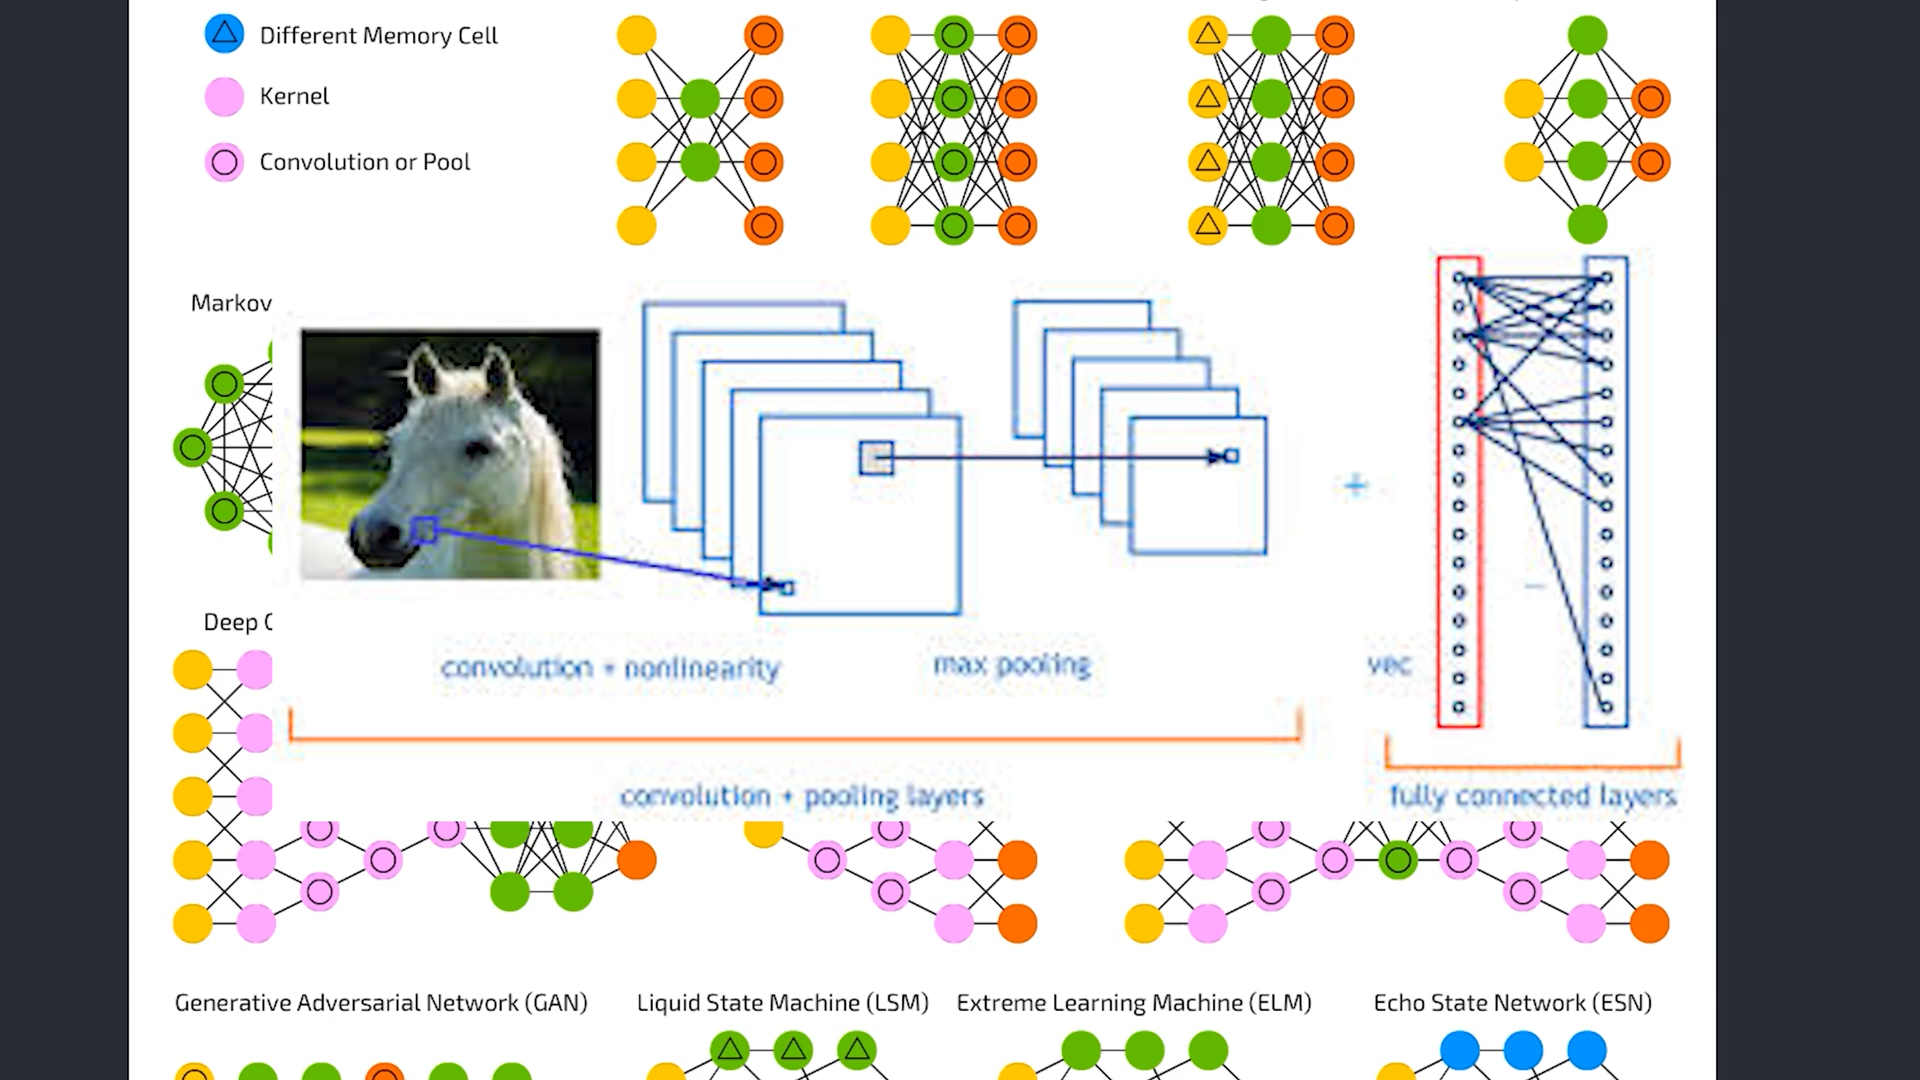 Different Memory Cell
Kernel
Convolution or Pool
Markov
Deep
convolution + nonlinearity
max pooling
vec
convolution + pooling layers
fully connected layers
Generative Adversarial Network (GAN)
Liquid State Machine (LSM)
Extreme Learning Machine (ELM)
Echo State Network (ESN)